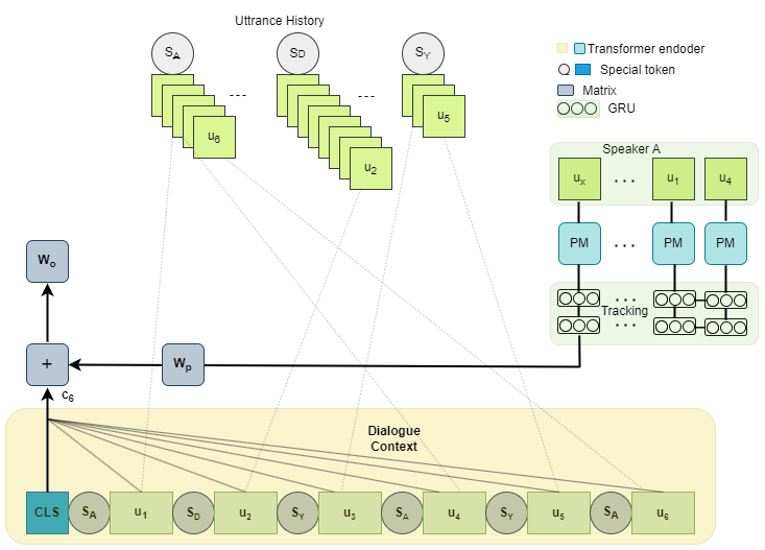 Uttrance History
S_A
S_D
S_Y
---
---
u_6
u_2
u_5
Transformer endoder
Special token
Matrix
GRU
Speaker A
u_x
...
u_1
u_4
PM
...
PM
PM
...
Tracking
...
W_o
+
W_p
c_6
Dialogue
Context
CLS
S_A
u_1
S_D
u_2
S_Y
u_3
S_A
u_4
S_Y
u_5
S_A
u_6